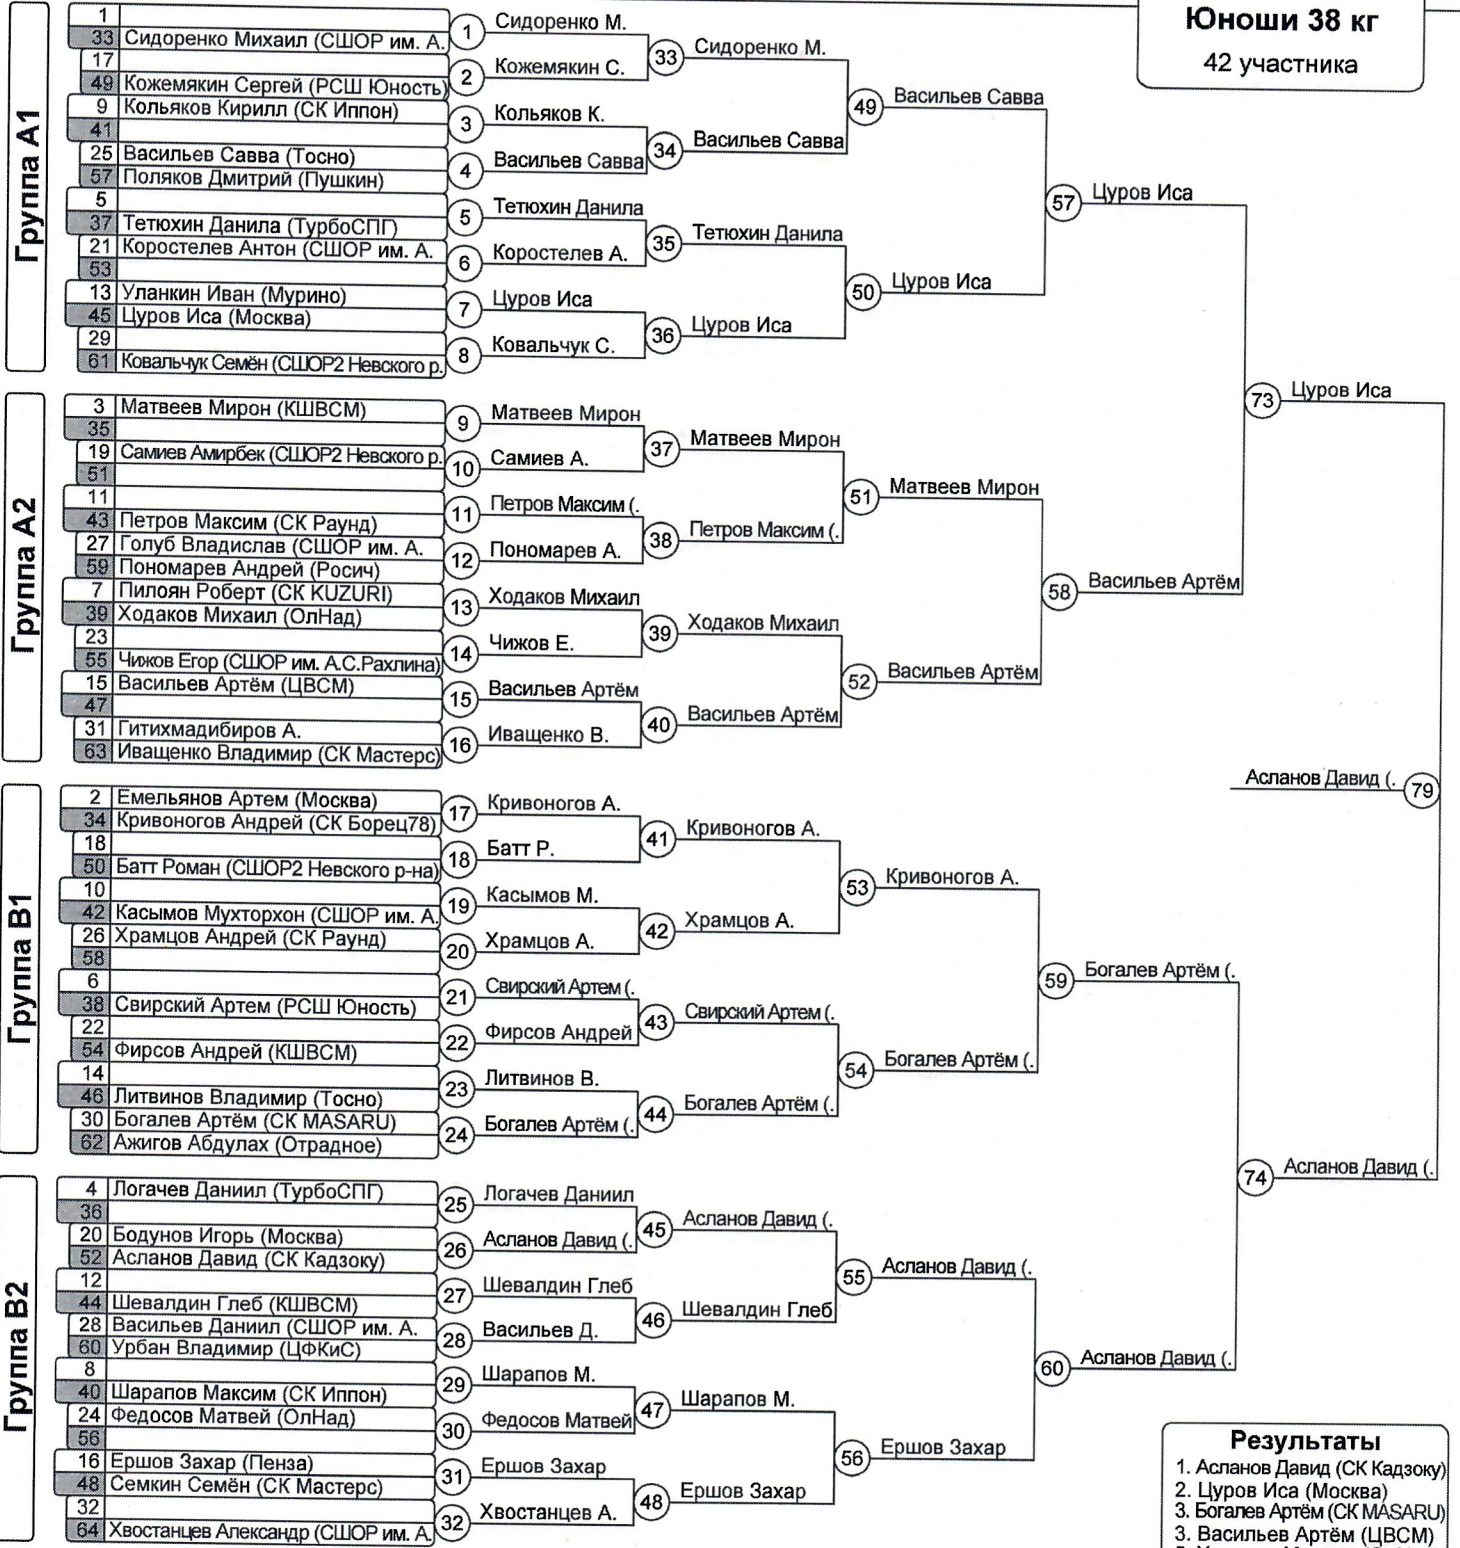 Юноши 38 кг
42 участника
Группа А1
1
33 Сидоренко Михаил (СШОР им. А.
17
49 Кожемякин Сергей (РСШ Юность)
9 Кольяков Кирилл (СК Иппон)
41
25 Васильев Савва (Тосно)
57 Поляков Дмитрий (Пушкин)
5
37 Тетюхин Данила (ТурбоСПГ)
21 Коростелев Антон (СШОР им. А.
53
13 Уланкин Иван (Мурино)
45 Цуров Иса (Москва)
29
61 Ковальчук Семён (СШОР2 Невского р.
1 Сидоренко М.
2 Кожемякин С.
3 Кольяков К.
4 Васильев Савва
5 Тетюхин Данила
6 Коростелев А.
7 Цуров Иса
8 Ковальчук С.
33 Сидоренко М.
34 Васильев Савва
35 Тетюхин Данила
36 Цуров Иса
49 Васильев Савва
50 Цуров Иса
57 Цуров Иса
Группа А2
3 Матвеев Мирон (КШВСМ)
35
19 Самиев Амирбек (СШОР2 Невского р.
51
11
43 Петров Максим (СК Раунд)
27 Голуб Владислав (СШОР им. А.
59 Пономарев Андрей (Росич)
7 Пилоян Роберт (СК KUZURI)
39 Ходаков Михаил (ОлНад)
23
55 Чижов Егор (СШОР им. А.С.Рахлина)
15 Васильев Артём (ЦВСМ)
47
31 Гитихмадибиров А.
63 Иващенко Владимир (СК Мастерс)
9 Матвеев Мирон
10 Самиев А.
11 Петров Максим (.
12 Пономарев А.
13 Ходаков Михаил
14 Чижов Е.
15 Васильев Артём
16 Иващенко В.
37 Матвеев Мирон
38 Петров Максим (.
39 Ходаков Михаил
40 Васильев Артём
51 Матвеев Мирон
52 Васильев Артём
58 Васильев Артём
73 Цуров Иса
Группа В1
2 Емельянов Артем (Москва)
34 Кривоногов Андрей (СК Борец78)
18
50 Батт Роман (СШОР2 Невского р-на)
10
42 Касымов Мухторхон (СШОР им. А.
26 Храмцов Андрей (СК Раунд)
58
6
38 Свирский Артем (РСШ Юность)
22
54 Фирсов Андрей (КШВСМ)
14
46 Литвинов Владимир (Тосно)
30 Богалев Артём (СК MASARU)
62 Ажигов Абдулах (Отрадное)
17 Кривоногов А.
18 Батт Р.
19 Касымов М.
20 Храмцов А.
21 Свирский Артем (.
22 Фирсов Андрей
23 Литвинов В.
24 Богалев Артём (.
41 Кривоногов А.
42 Храмцов А.
43 Свирский Артем (.
44 Богалев Артём (.
53 Кривоногов А.
54 Богалев Артём (.
59 Богалев Артём (.
Группа В2
4 Логачев Даниил (ТурбоСПГ)
36
20 Бодунов Игорь (Москва)
52 Асланов Давид (СК Кадзоку)
12
44 Шевалдин Глеб (КШВСМ)
28 Васильев Даниил (СШОР им. А.
60 Урбан Владимир (ЦФКиС)
8
40 Шарапов Максим (СК Иппон)
24 Федосов Матвей (ОлНад)
56
16 Ершов Захар (Пенза)
48 Семкин Семён (СК Мастерс)
32
64 Хвостанцев Александр (СШОР им. А.
25 Логачев Даниил
26 Асланов Давид (.
27 Шевалдин Глеб
28 Васильев Д.
29 Шарапов М.
30 Федосов Матвей
31 Ершов Захар
32 Хвостанцев А.
45 Асланов Давид (.
46 Шевалдин Глеб
47 Шарапов М.
48 Ершов Захар
55 Асланов Давид (.
56 Ершов Захар
60 Асланов Давид (.
74 Асланов Давид (.
Асланов Давид (. 79
Результаты
1. Асланов Давид (СК Кадзоку)
2. Цуров Иса (Москва)
3. Богалев Артём (СК MASARU)
3. Васильев Артём (ЦВСМ)